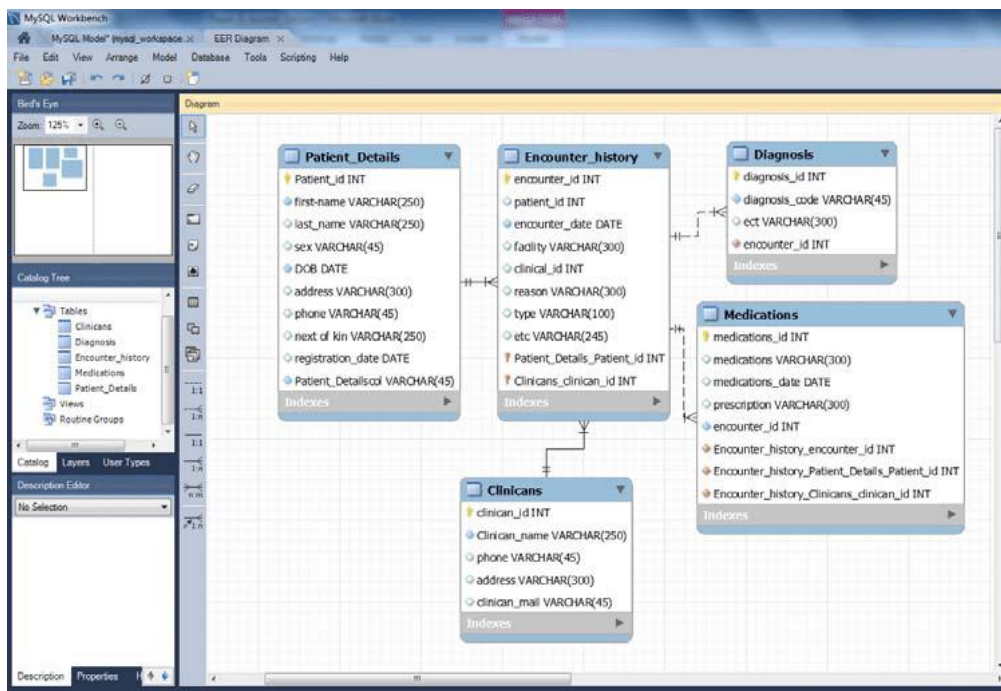 MySQL Workbench
MySQL Model* (mysql_workspace... x
EER Diagram x
File Edit View Arrange Model Database Tools Scripting Help
Bird's Eye
Zoom: 125%
Catalog Tree
Tables
Clinicans
Diagnosis
Encounter_history
Medications
Patient_Details
Views
Routine Groups
Catalog Layers User Types
Description Editor
No Selection
Description Properties H
Diagram
1:1
1:n
1:1
1:n
n:m
1:n
Patient_Details
Patient_id INT
first-name VARCHAR(250)
last_name VARCHAR(250)
sex VARCHAR(45)
DOB DATE
address VARCHAR(300)
phone VARCHAR(45)
next of kin VARCHAR(250)
registration_date DATE
Patient_Detailscol VARCHAR(45)
Indexes
Encounter_history
encounter_id INT
patient_id INT
encounter_date DATE
facility VARCHAR(300)
clinical_id INT
reason VARCHAR(300)
type VARCHAR(100)
etc VARCHAR(245)
Patient_Details_Patient_id INT
Clinicans_clinican_id INT
Indexes
Diagnosis
diagnosis_id INT
diagnosis_code VARCHAR(45)
ect VARCHAR(300)
encounter_id INT
Indexes
Medications
medications_id INT
medications VARCHAR(300)
medications_date DATE
prescription VARCHAR(300)
encounter_id INT
Encounter_history_encounter_id INT
Encounter_history_Patient_Details_Patient_id INT
Encounter_history_Clinicans_clinican_id INT
Indexes
Clinicans
clinican_id INT
Clinican_name VARCHAR(250)
phone VARCHAR(45)
address VARCHAR(300)
clinican_mail VARCHAR(45)
Indexes